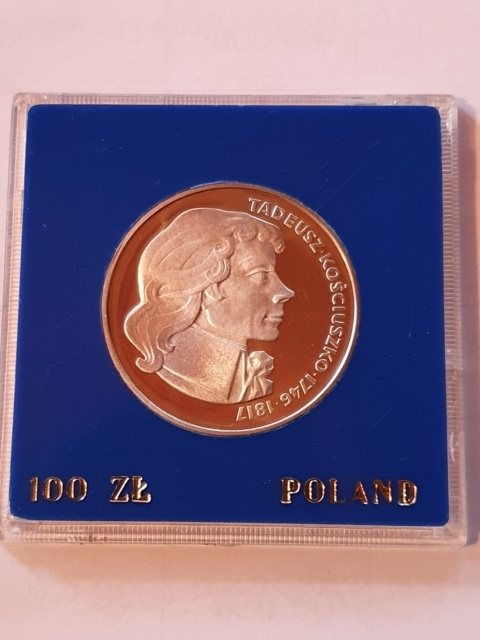 TADEUSZ·KOŚCIUSZKO·1746·1817
100 ZŁ
POLAND